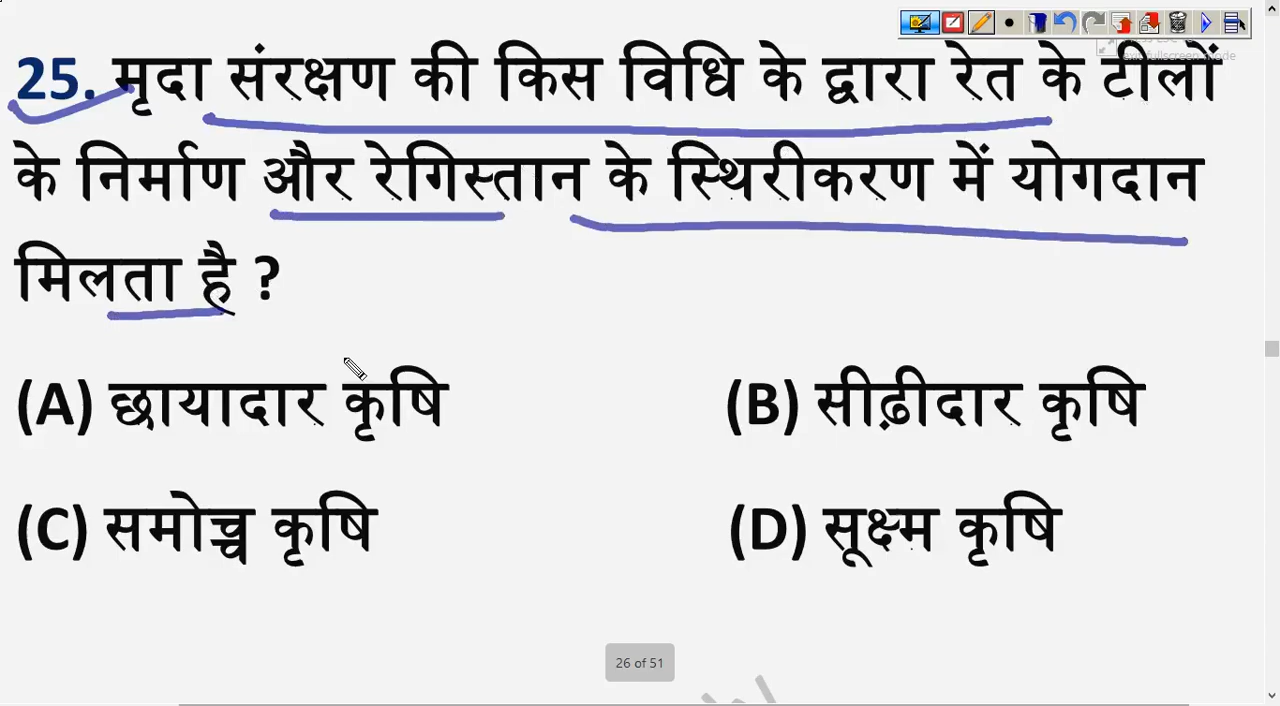 25. मृदा संरक्षण की किस विधि के द्वारा रेत के टीलों
के निर्माण और रेगिस्तान के स्थिरीकरण में योगदान
मिलता है ?
(A) छायादार कृषि (B) सीढ़ीदार कृषि
(C) समोच्च कृषि (D) सूक्ष्म कृषि
26 of 51